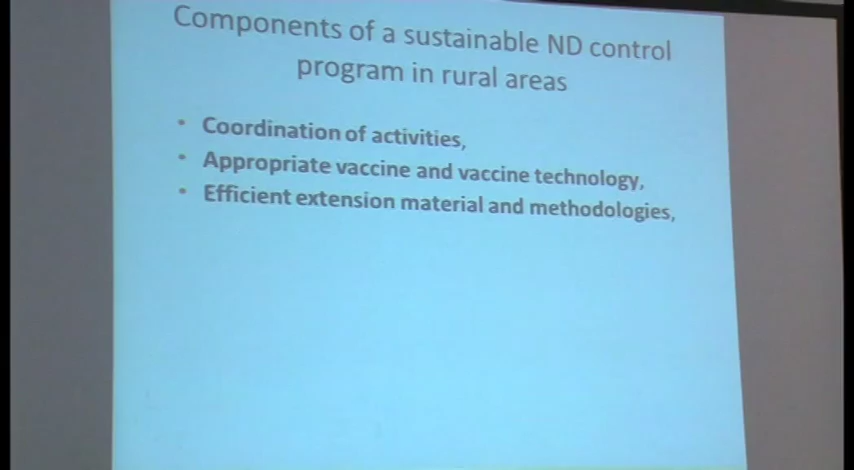 Components of a sustainable ND control
program in rural areas
• Coordination of activities,
• Appropriate vaccine and vaccine technology,
• Efficient extension material and methodologies,